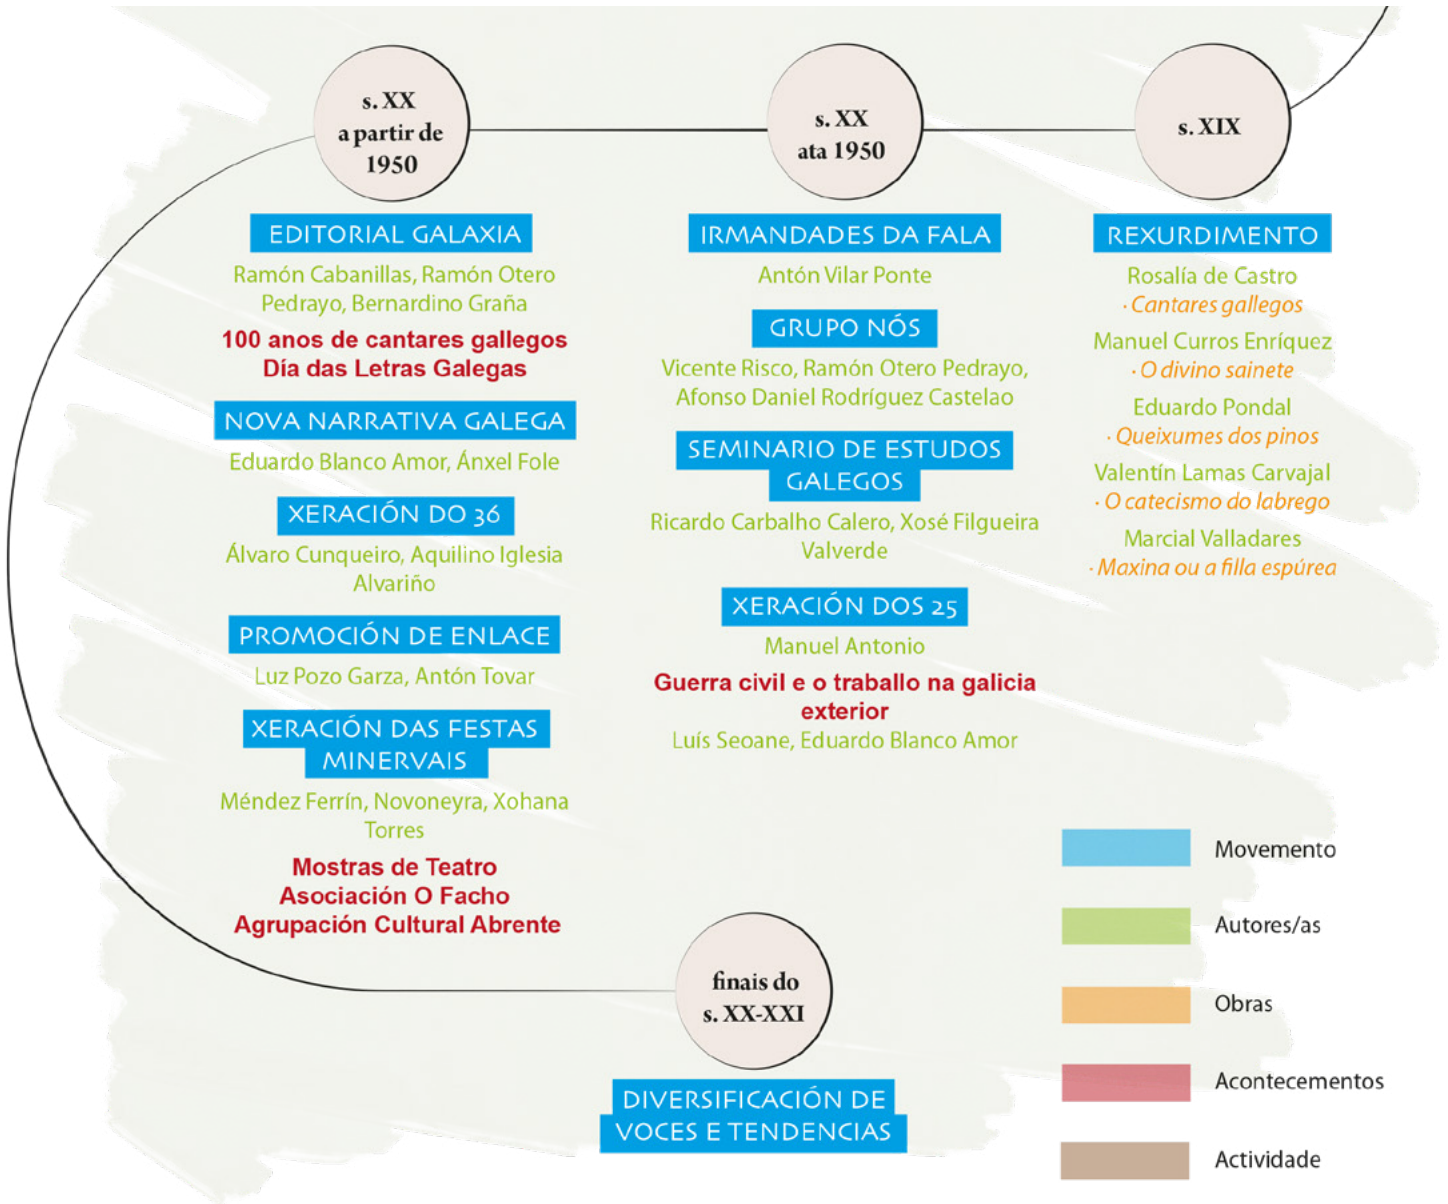 s. XX
a partir de
1950
EDITORIAL GALAXIA
Ramón Cabanillas, Ramón Otero
Pedrayo, Bernardino Graña
100 anos de cantares gallegos
Día das Letras Galegas
NOVA NARRATIVA GALEGA
Eduardo Blanco Amor, Ánxel Fole
XERACIÓN DO 36
Álvaro Cunqueiro, Aquilino Iglesia
Alvariño
PROMOCIÓN DE ENLACE
Luz Pozo Garza, Antón Tovar
XERACIÓN DAS FESTAS
MINERVAIS
Méndez Ferrín, Novoneyra, Xohana
Torres
Mostras de Teatro
Asociación O Facho
Agrupación Cultural Abrente
s. XX
ata 1950
IRMANDADES DA FALA
Antón Vilar Ponte
GRUPO NÓS
Vicente Risco, Ramón Otero Pedrayo,
Afonso Daniel Rodríguez Castelao
SEMINARIO DE ESTUDOS
GALEGOS
Ricardo Carbalho Calero, Xosé Filgueira
Valverde
XERACIÓN DOS 25
Manuel Antonio
Guerra civil e o traballo na galicia
exterior
Luís Seoane, Eduardo Blanco Amor
s. XIX
REXURDIMENTO
Rosalía de Castro
· Cantares gallegos
Manuel Curros Enríquez
· O divino sainete
Eduardo Pondal
· Queixumes dos pinos
Valentín Lamas Carvajal
· O catecismo do labrego
Marcial Valladares
· Maxina ou a filla espúrea
finais do
s. XX-XXI
DIVERSIFICACIÓN DE
VOCES E TENDENCIAS
Movemento
Autores/as
Obras
Acontecementos
Actividade